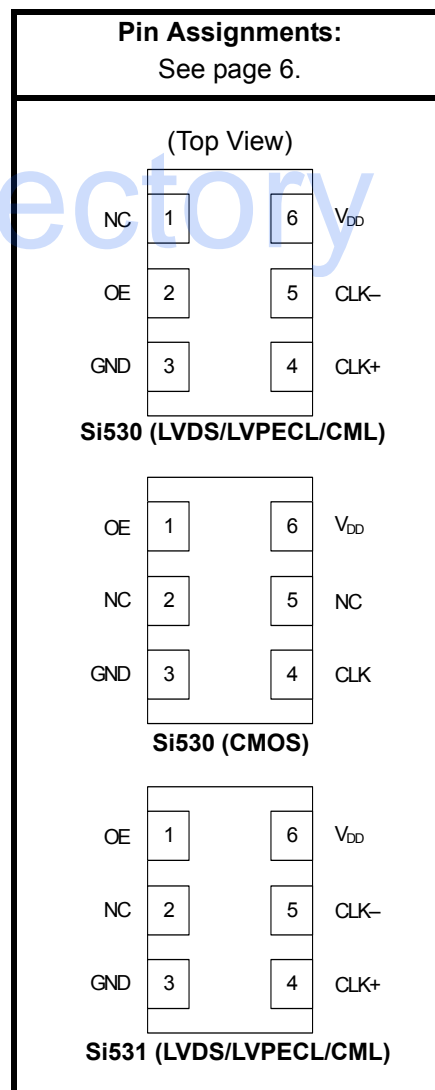 Pin Assignments:
See page 6.
(Top View)
ectory
NC 1 6 VDD
OE 2 5 CLK–
GND 3 4 CLK+
Si530 (LVDS/LVPECL/CML)
OE 1 6 VDD
NC 2 5 NC
GND 3 4 CLK
Si530 (CMOS)
OE 1 6 VDD
NC 2 5 CLK–
GND 3 4 CLK+
Si531 (LVDS/LVPECL/CML)